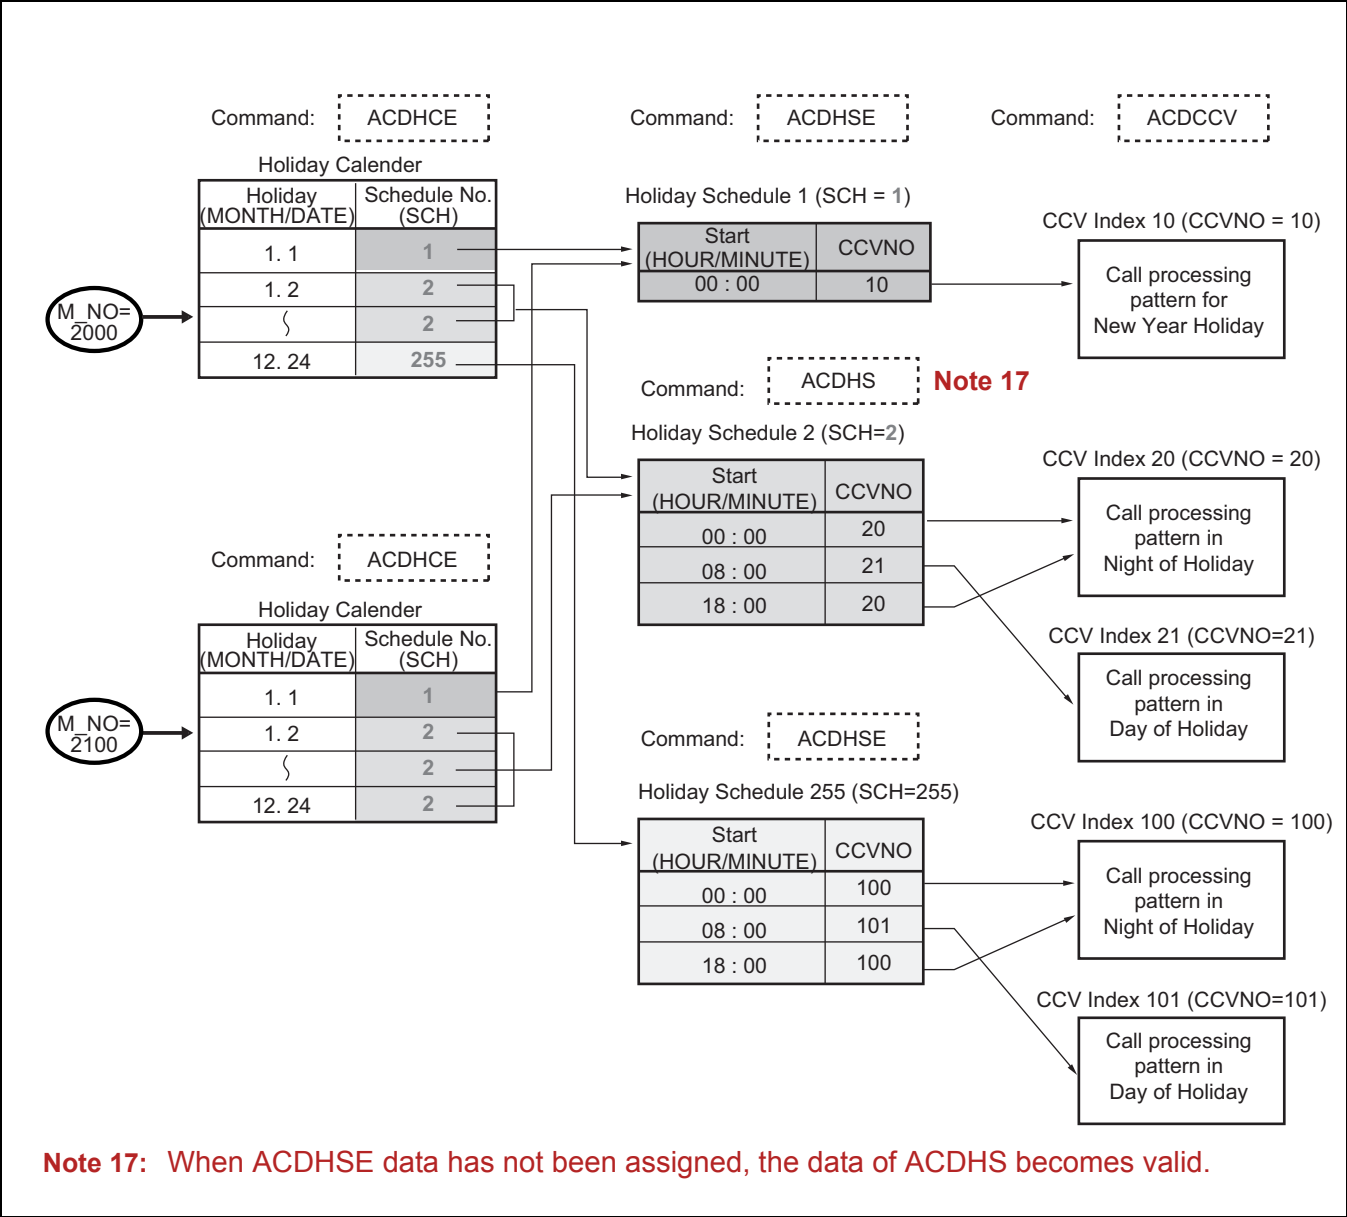 Command: ACDHCE
Holiday Calender
Holiday
(MONTH/DATE)
Schedule No.
(SCH)
1. 1
1
1. 2
2
2
12. 24
255
M_NO=
2000
Command: ACDHCE
Holiday Calender
Holiday
(MONTH/DATE)
Schedule No.
(SCH)
1. 1
1
1. 2
2
2
12. 24
2
M_NO=
2100
Command: ACDHSE
Holiday Schedule 1 (SCH = 1)
Start
(HOUR/MINUTE)
CCVNO
00 : 00
10
Command: ACDHS Note 17
Holiday Schedule 2 (SCH=2)
Start
(HOUR/MINUTE)
CCVNO
00 : 00
20
08 : 00
21
18 : 00
20
Command: ACDHSE
Holiday Schedule 255 (SCH=255)
Start
(HOUR/MINUTE)
CCVNO
00 : 00
100
08 : 00
101
18 : 00
100
Command: ACDCCV
CCV Index 10 (CCVNO = 10)
Call processing
pattern for
New Year Holiday
CCV Index 20 (CCVNO = 20)
Call processing
pattern in
Night of Holiday
CCV Index 21 (CCVNO=21)
Call processing
pattern in
Day of Holiday
CCV Index 100 (CCVNO = 100)
Call processing
pattern in
Night of Holiday
CCV Index 101 (CCVNO=101)
Call processing
pattern in
Day of Holiday
Note 17: When ACDHSE data has not been assigned, the data of ACDHS becomes valid.